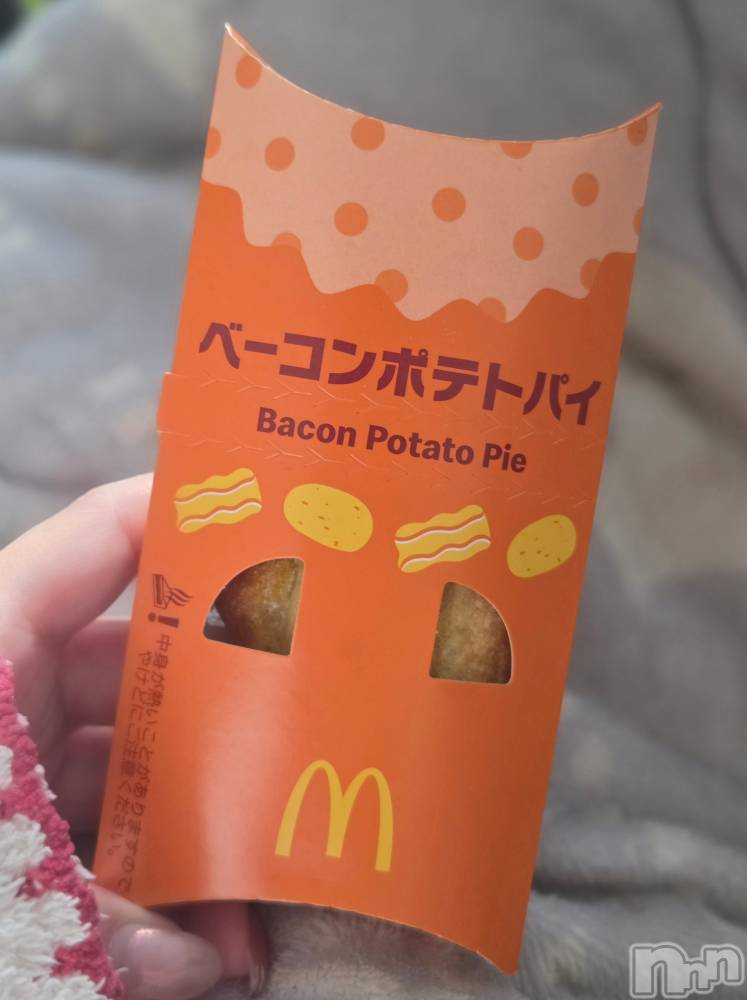 ベーコンポテトパイ
Bacon Potato Pie
中身が熱いことがありますので
やけどにご注意ください。
nnn